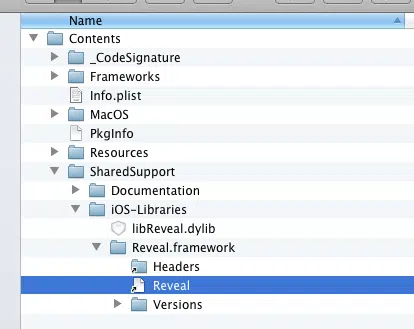 Name
Contents
_CodeSignature
Frameworks
Info.plist
MacOS
PkgInfo
Resources
SharedSupport
Documentation
iOS-Libraries
libReveal.dylib
Reveal.framework
Headers
Reveal
Versions